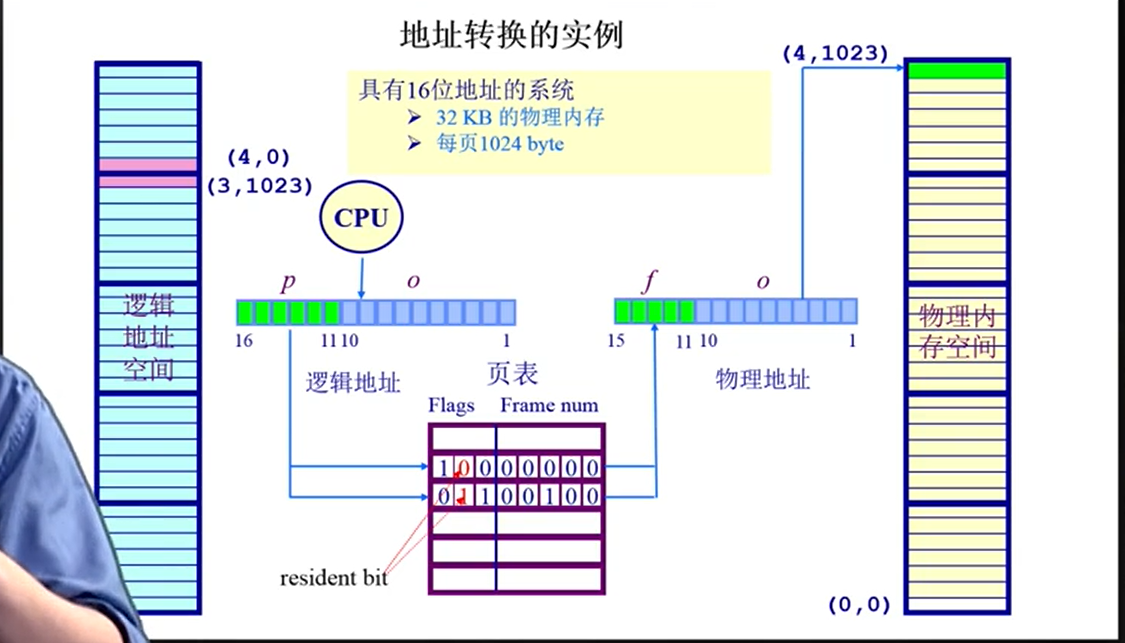 地址转换的实例
(4,1023)
具有16位地址的系统
➢ 32 KB 的物理内存
➢ 每页1024 byte
(4,0)
(3,1023)
CPU
p o
f o
16 11 10 1
15 11 10 1
逻辑
地址
空间
物理内
存空间
逻辑地址
页表
物理地址
Flags Frame num
1 0 0 0 0 0 0 0
0 1 1 0 0 1 0 0
resident bit
(0,0)